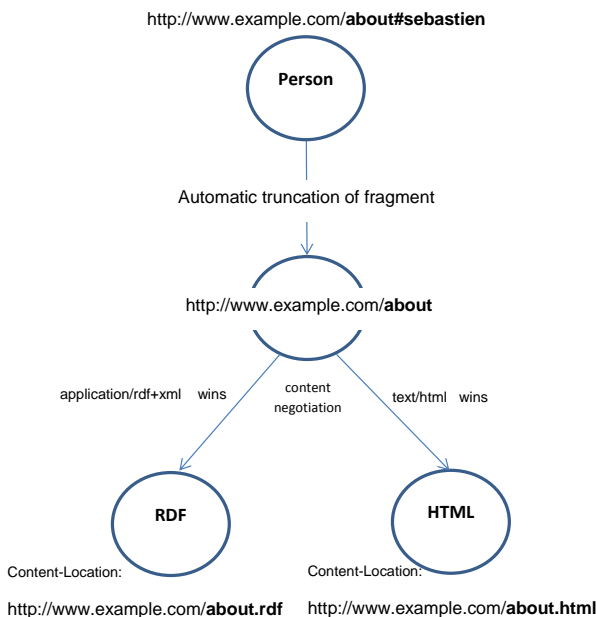 http://www.example.com/about#sebastien
Person
Automatic truncation of fragment
http://www.example.com/about
application/rdf+xml wins
content
negotiation
text/html wins
RDF
HTML
Content-Location:
http://www.example.com/about.rdf
Content-Location:
http://www.example.com/about.html